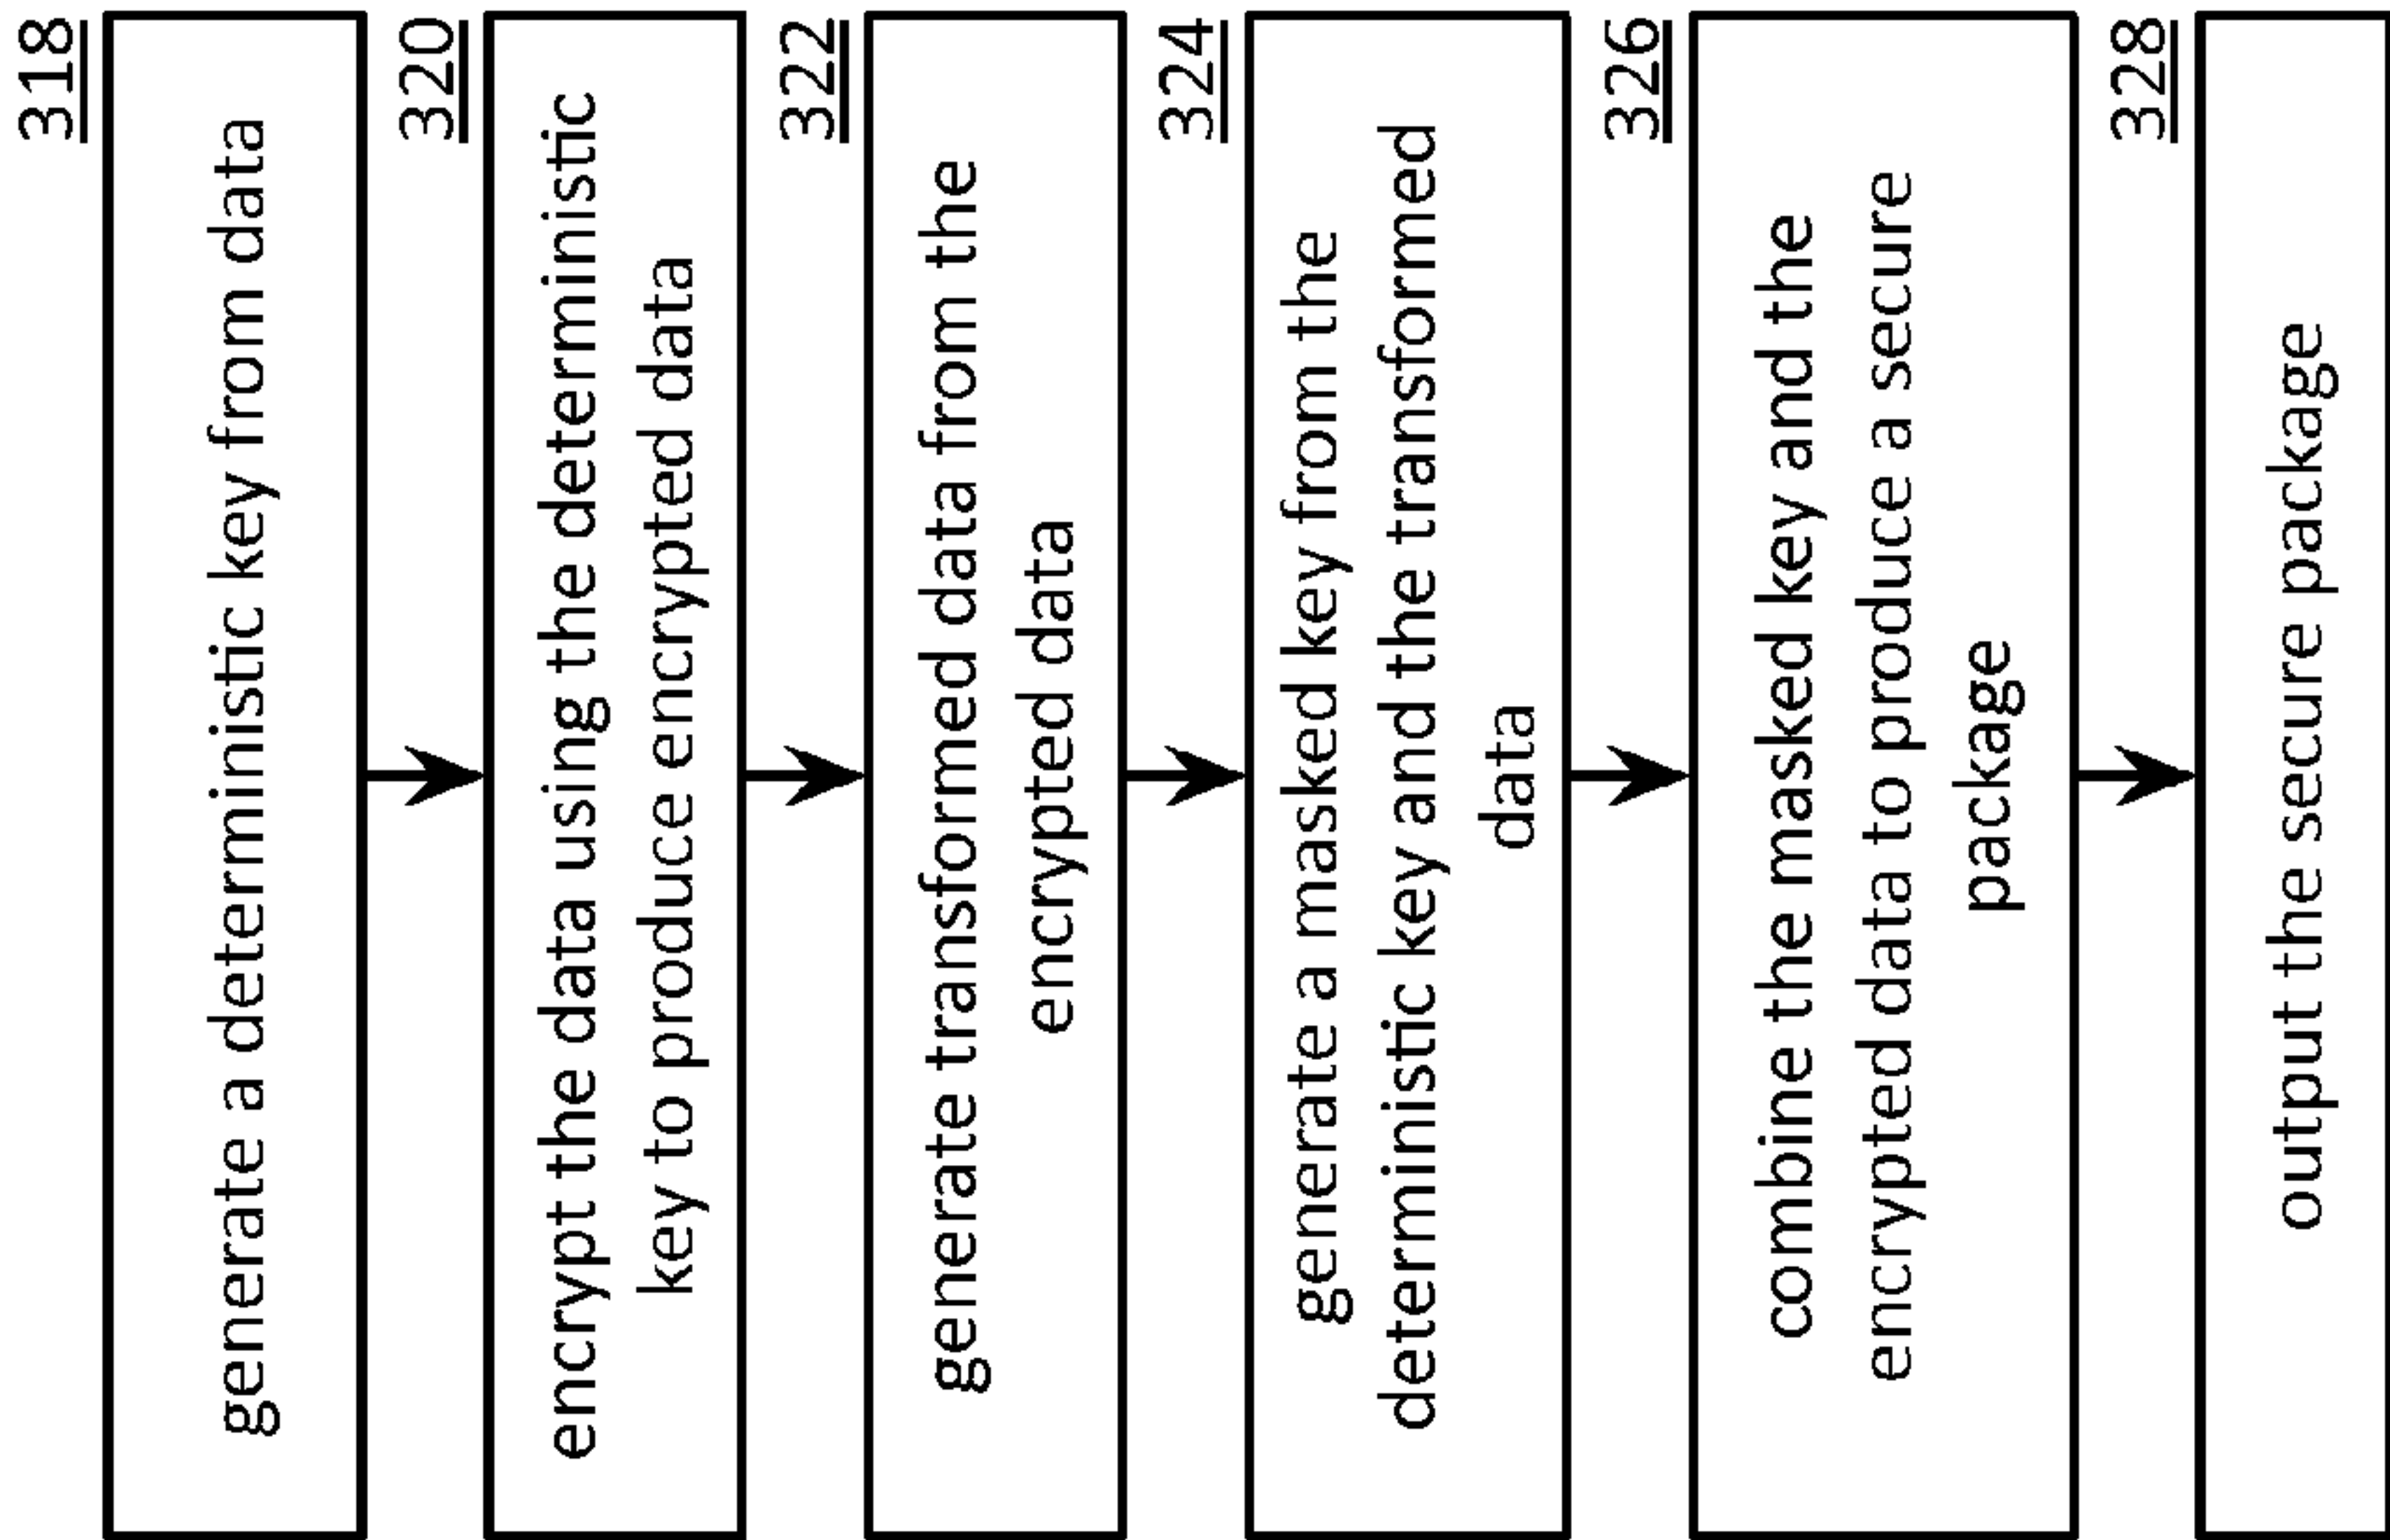 318
generate a deterministic key from data
320
encrypt the data using the deterministic
key to produce encrypted data
322
generate transformed data from the
encrypted data
324
generate a masked key from the
deterministic key and the transformed
data
326
combine the masked key and the
encrypted data to produce a secure
package
328
output the secure package